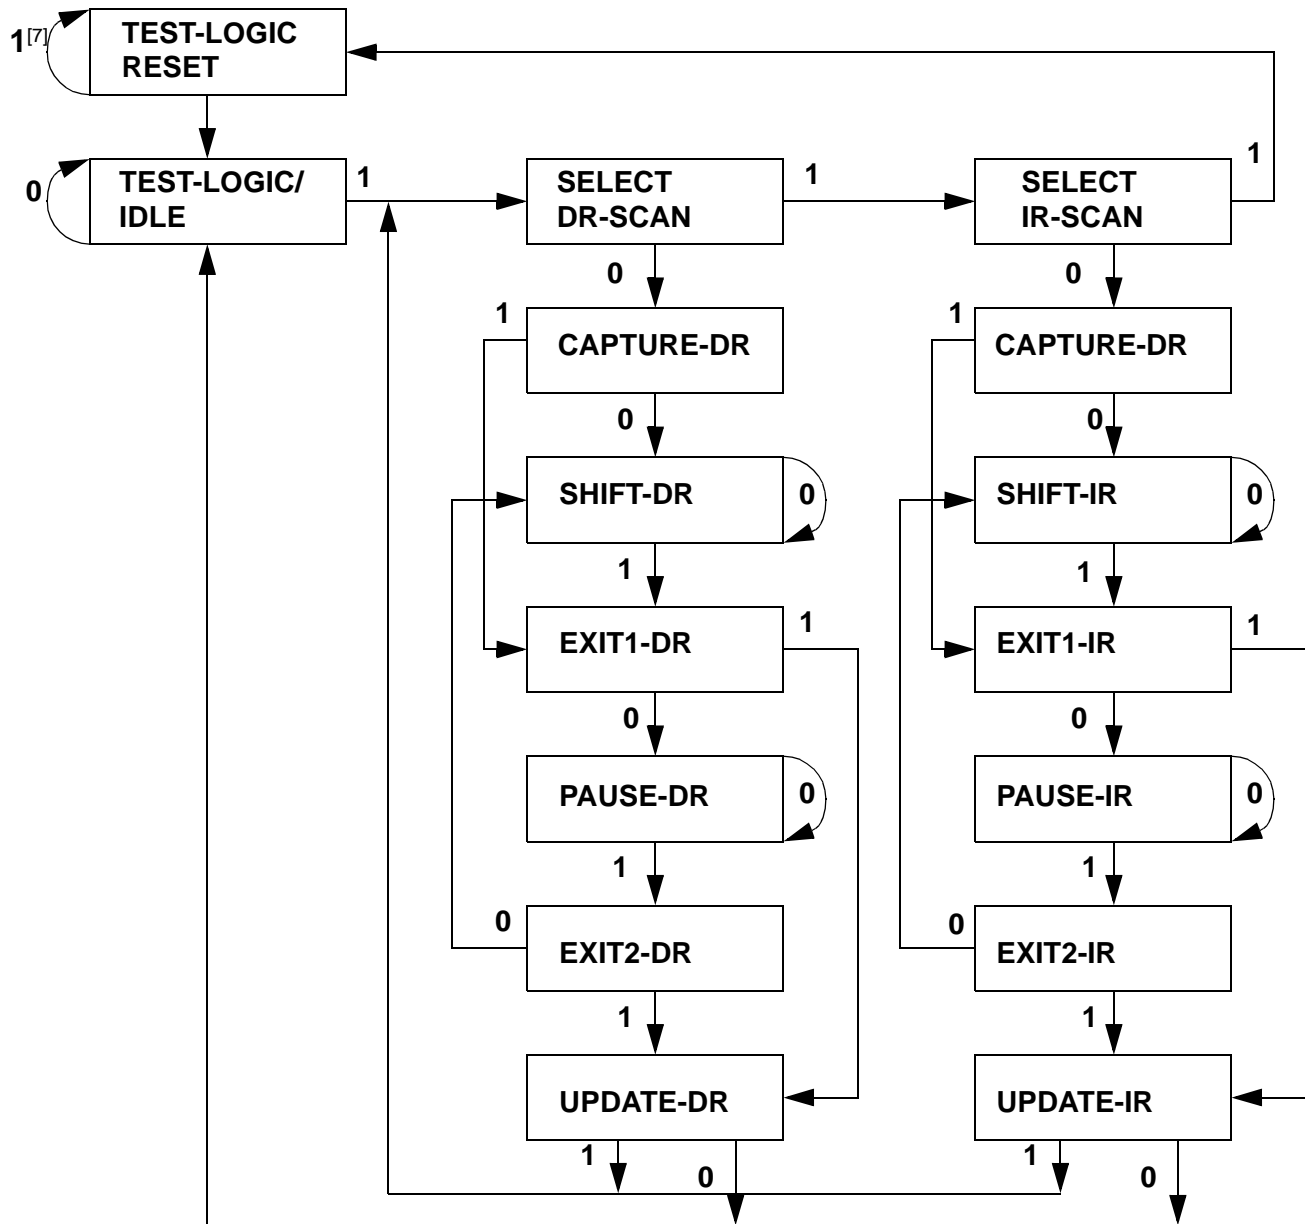 TEST-LOGIC
RESET
1[7]
TEST-LOGIC/
IDLE
0
1
SELECT
DR-SCAN
1
SELECT
IR-SCAN
1
0
0
1
CAPTURE-DR
1
CAPTURE-DR
0
0
SHIFT-DR
0
SHIFT-IR
0
1
1
EXIT1-DR
1
EXIT1-IR
1
0
0
PAUSE-DR
0
PAUSE-IR
0
1
1
0
EXIT2-DR
0
EXIT2-IR
1
1
UPDATE-DR
UPDATE-IR
1
0
1
0